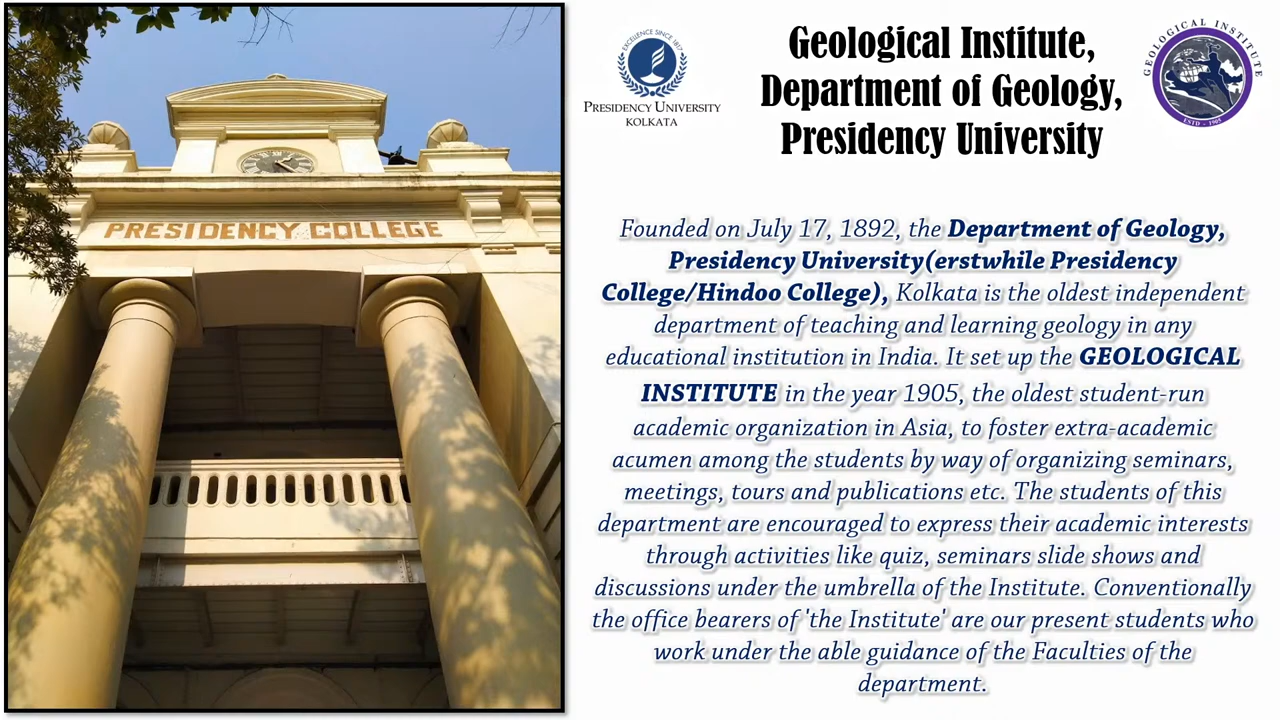 PRESIDENCY COLLEGE
EXCELLENCE SINCE 1817
PRESIDENCY UNIVERSITY
KOLKATA
Geological Institute,
Department of Geology,
Presidency University
GEOLOGICAL INSTITUTE
ESTD - 1905
Founded on July 17, 1892, the Department of Geology,
Presidency University(erstwhile Presidency
College/Hindoo College), Kolkata is the oldest independent
department of teaching and learning geology in any
educational institution in India. It set up the GEOLOGICAL
INSTITUTE in the year 1905, the oldest student-run
academic organization in Asia, to foster extra-academic
acumen among the students by way of organizing seminars,
meetings, tours and publications etc. The students of this
department are encouraged to express their academic interests
through activities like quiz, seminars slide shows and
discussions under the umbrella of the Institute. Conventionally
the office bearers of 'the Institute' are our present students who
work under the able guidance of the Faculties of the
department.